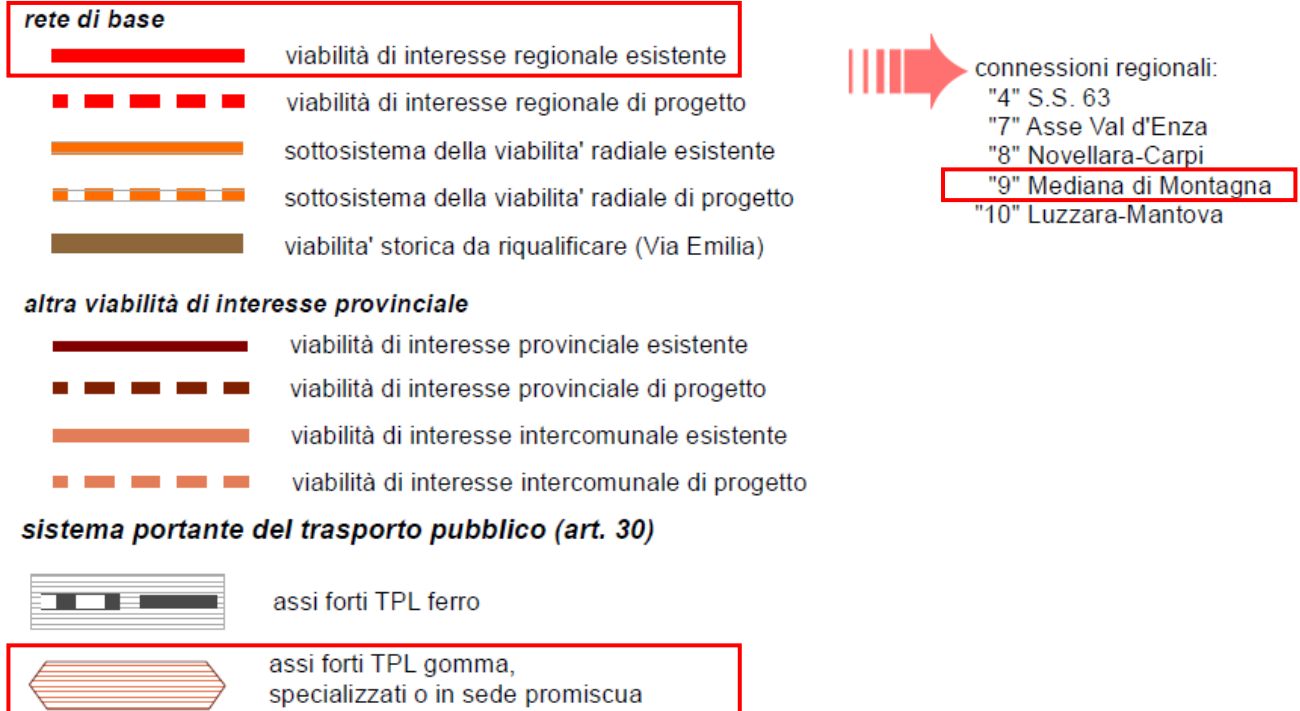 rete di base
viabilità di interesse regionale esistente
viabilità di interesse regionale di progetto
sottosistema della viabilita' radiale esistente
sottosistema della viabilita' radiale di progetto
viabilita' storica da riqualificare (Via Emilia)
connessioni regionali:
"4" S.S. 63
"7" Asse Val d'Enza
"8" Novellara-Carpi
"9" Mediana di Montagna
"10" Luzzara-Mantova
altra viabilità di interesse provinciale
viabilità di interesse provinciale esistente
viabilità di interesse provinciale di progetto
viabilità di interesse intercomunale esistente
viabilità di interesse intercomunale di progetto
sistema portante del trasporto pubblico (art. 30)
assi forti TPL ferro
assi forti TPL gomma,
specializzati o in sede promiscua